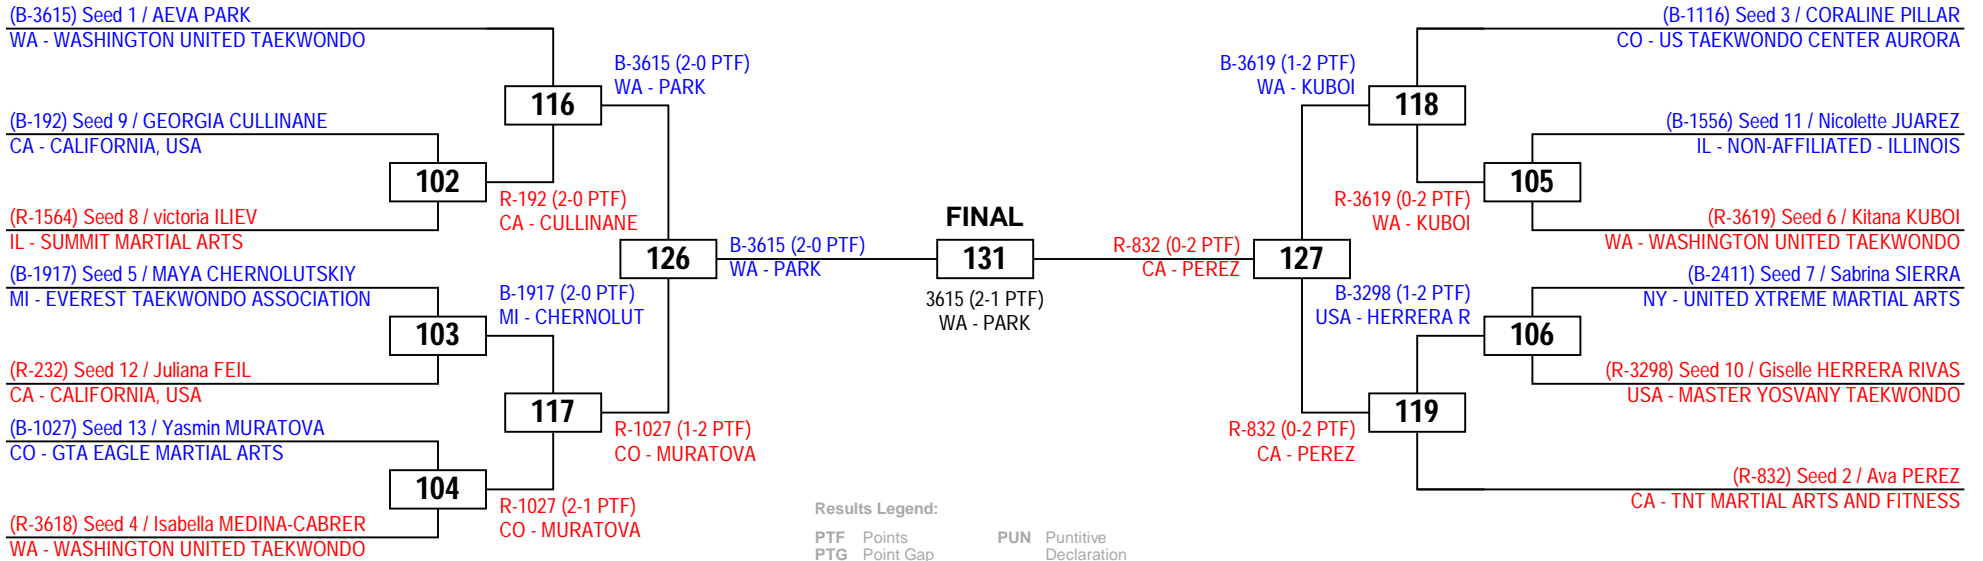 (B-3615) Seed 1 / AEVA PARK
WA - WASHINGTON UNITED TAEKWONDO
B-3615 (2-0 PTF)
WA - PARK
116
(B-192) Seed 9 / GEORGIA CULLINANE
CA - CALIFORNIA, USA
102
R-192 (2-0 PTF)
CA - CULLINANE
(R-1564) Seed 8 / victoria ILIEV
IL - SUMMIT MARTIAL ARTS
126
B-3615 (2-0 PTF)
WA - PARK
(B-1917) Seed 5 / MAYA CHERNOLUTSKIY
MI - EVEREST TAEKWONDO ASSOCIATION
B-1917 (2-0 PTF)
MI - CHERNOLUT
103
(R-232) Seed 12 / Juliana FEIL
CA - CALIFORNIA, USA
117
R-1027 (1-2 PTF)
CO - MURATOVA
(B-1027) Seed 13 / Yasmin MURATOVA
CO - GTA EAGLE MARTIAL ARTS
104
R-1027 (2-1 PTF)
CO - MURATOVA
(R-3618) Seed 4 / Isabella MEDINA-CABRER
WA - WASHINGTON UNITED TAEKWONDO
FINAL
131
3615 (2-1 PTF)
WA - PARK
(B-1116) Seed 3 / CORALINE PILLAR
CO - US TAEKWONDO CENTER AURORA
B-3619 (1-2 PTF)
WA - KUBOI
118
(B-1556) Seed 11 / Nicolette JUAREZ
IL - NON-AFFILIATED - ILLINOIS
105
R-3619 (0-2 PTF)
WA - KUBOI
(R-3619) Seed 6 / Kitana KUBOI
WA - WASHINGTON UNITED TAEKWONDO
R-832 (0-2 PTF)
CA - PEREZ
127
(B-2411) Seed 7 / Sabrina SIERRA
NY - UNITED XTREME MARTIAL ARTS
B-3298 (1-2 PTF)
USA - HERRERA R
106
(R-3298) Seed 10 / Giselle HERRERA RIVAS
USA - MASTER YOSVANY TAEKWONDO
119
R-832 (0-2 PTF)
CA - PEREZ
(R-832) Seed 2 / Ava PEREZ
CA - TNT MARTIAL ARTS AND FITNESS
Results Legend:
PTF Points PUN Puntitive
PTG Point Gap Declaration